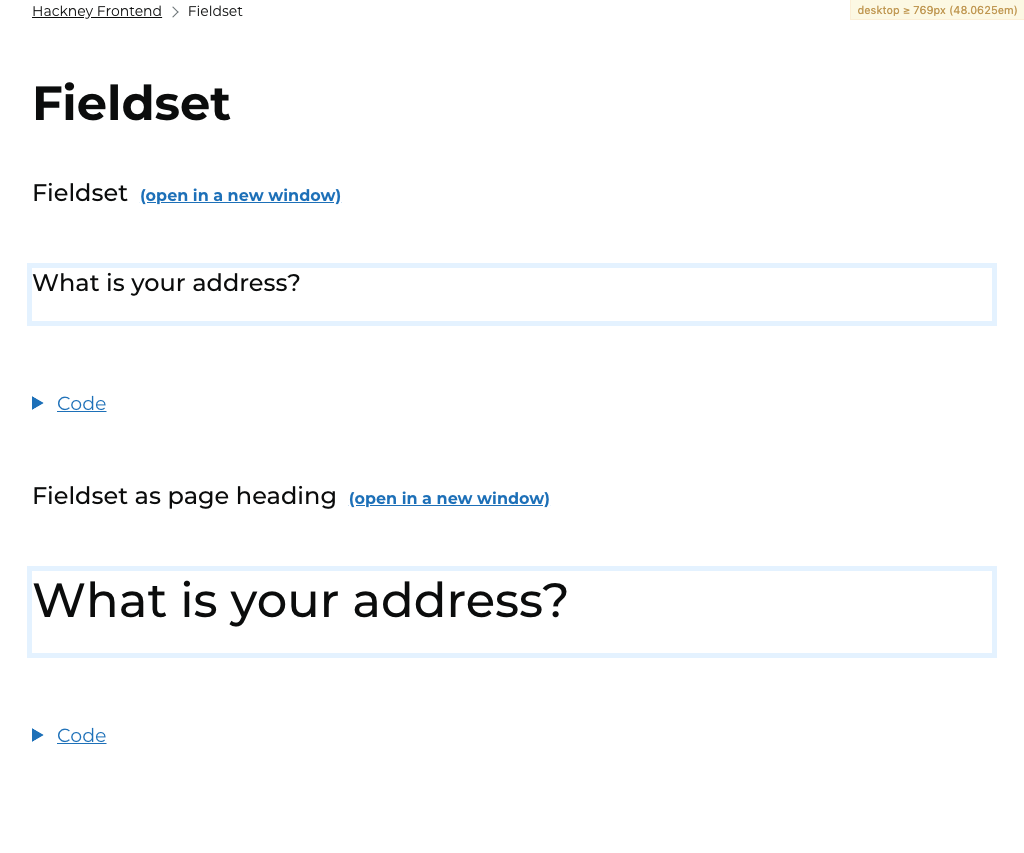 Hackney Frontend Fieldset
desktop ≥ 769px (48.0625em)
Fieldset
Fieldset (open in a new window)
What is your address?
Code
Fieldset as page heading (open in a new window)
What is your address?
Code